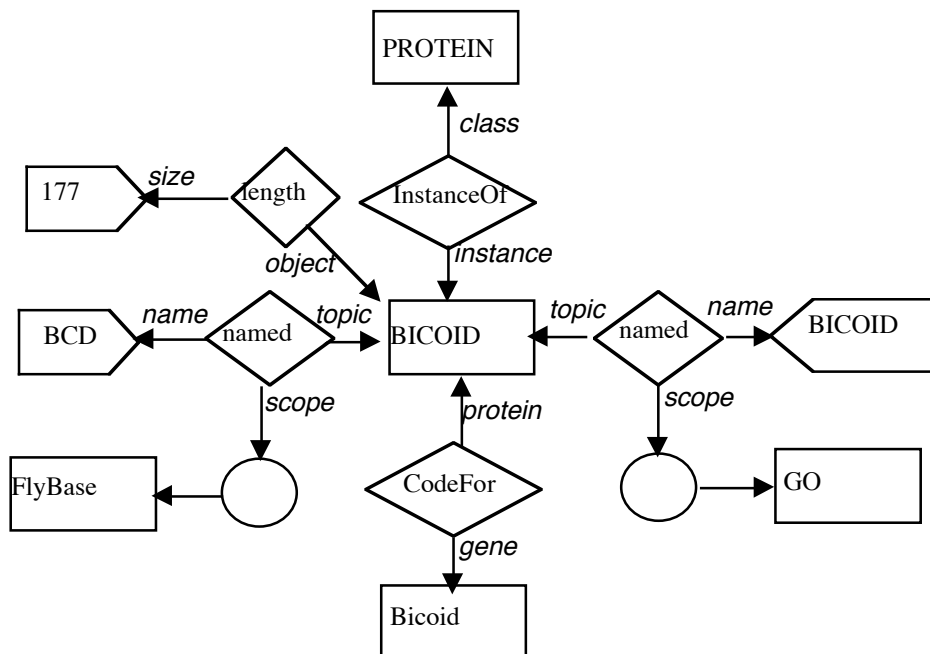 PROTEIN
class
177
size
length
InstanceOf
object
instance
BCD
name
named
topic
BICOID
topic
named
name
BICOID
scope
protein
scope
FlyBase
CodeFor
GO
gene
Bicoid